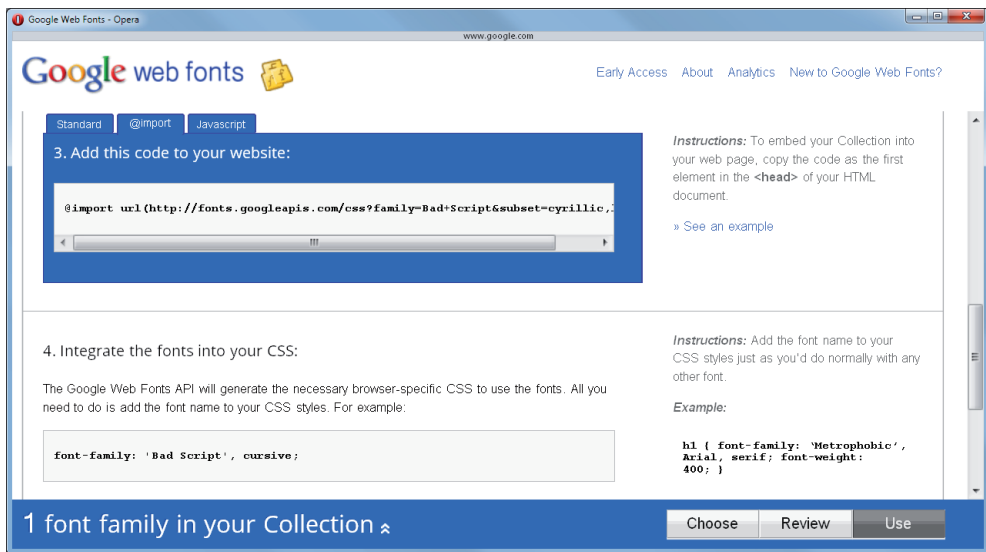 Google Web Fonts - Opera
www.google.com
Google web fonts
Early Access About Analytics New to Google Web Fonts?
Standard @import Javascript
3. Add this code to your website:
@import url(http://fonts.googleapis.com/css?family=Bad+Script&subset=cyrillic,
Instructions: To embed your Collection into
your web page, copy the code as the first
element in the <head> of your HTML
document.
» See an example
4. Integrate the fonts into your CSS:
The Google Web Fonts API will generate the necessary browser-specific CSS to use the fonts. All you
need to do is add the font name to your CSS styles. For example:
font-family: 'Bad Script', cursive;
Instructions: Add the font name to your
CSS styles just as you'd do normally with any
other font.
Example:
h1 { font-family: ‘Metrophobic’,
Arial, serif; font-weight:
400; }
1 font family in your Collection
Choose Review Use